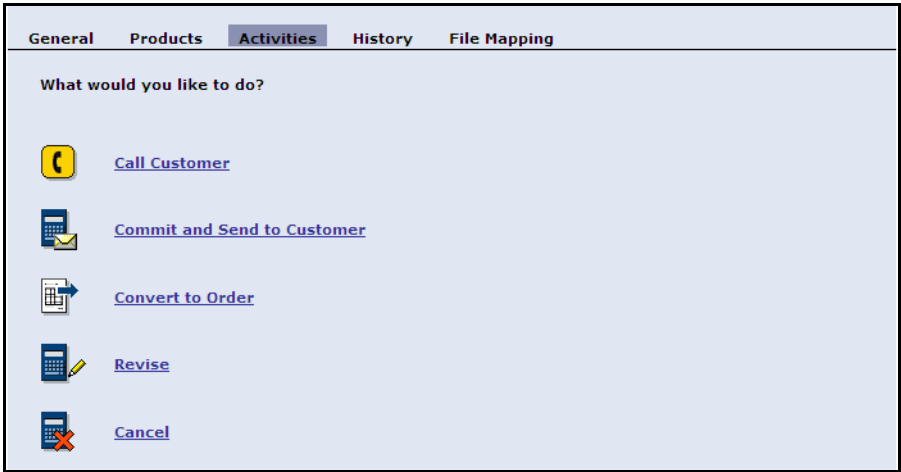 General Products Activities History File Mapping
What would you like to do?
Call Customer
Commit and Send to Customer
Convert to Order
Revise
Cancel